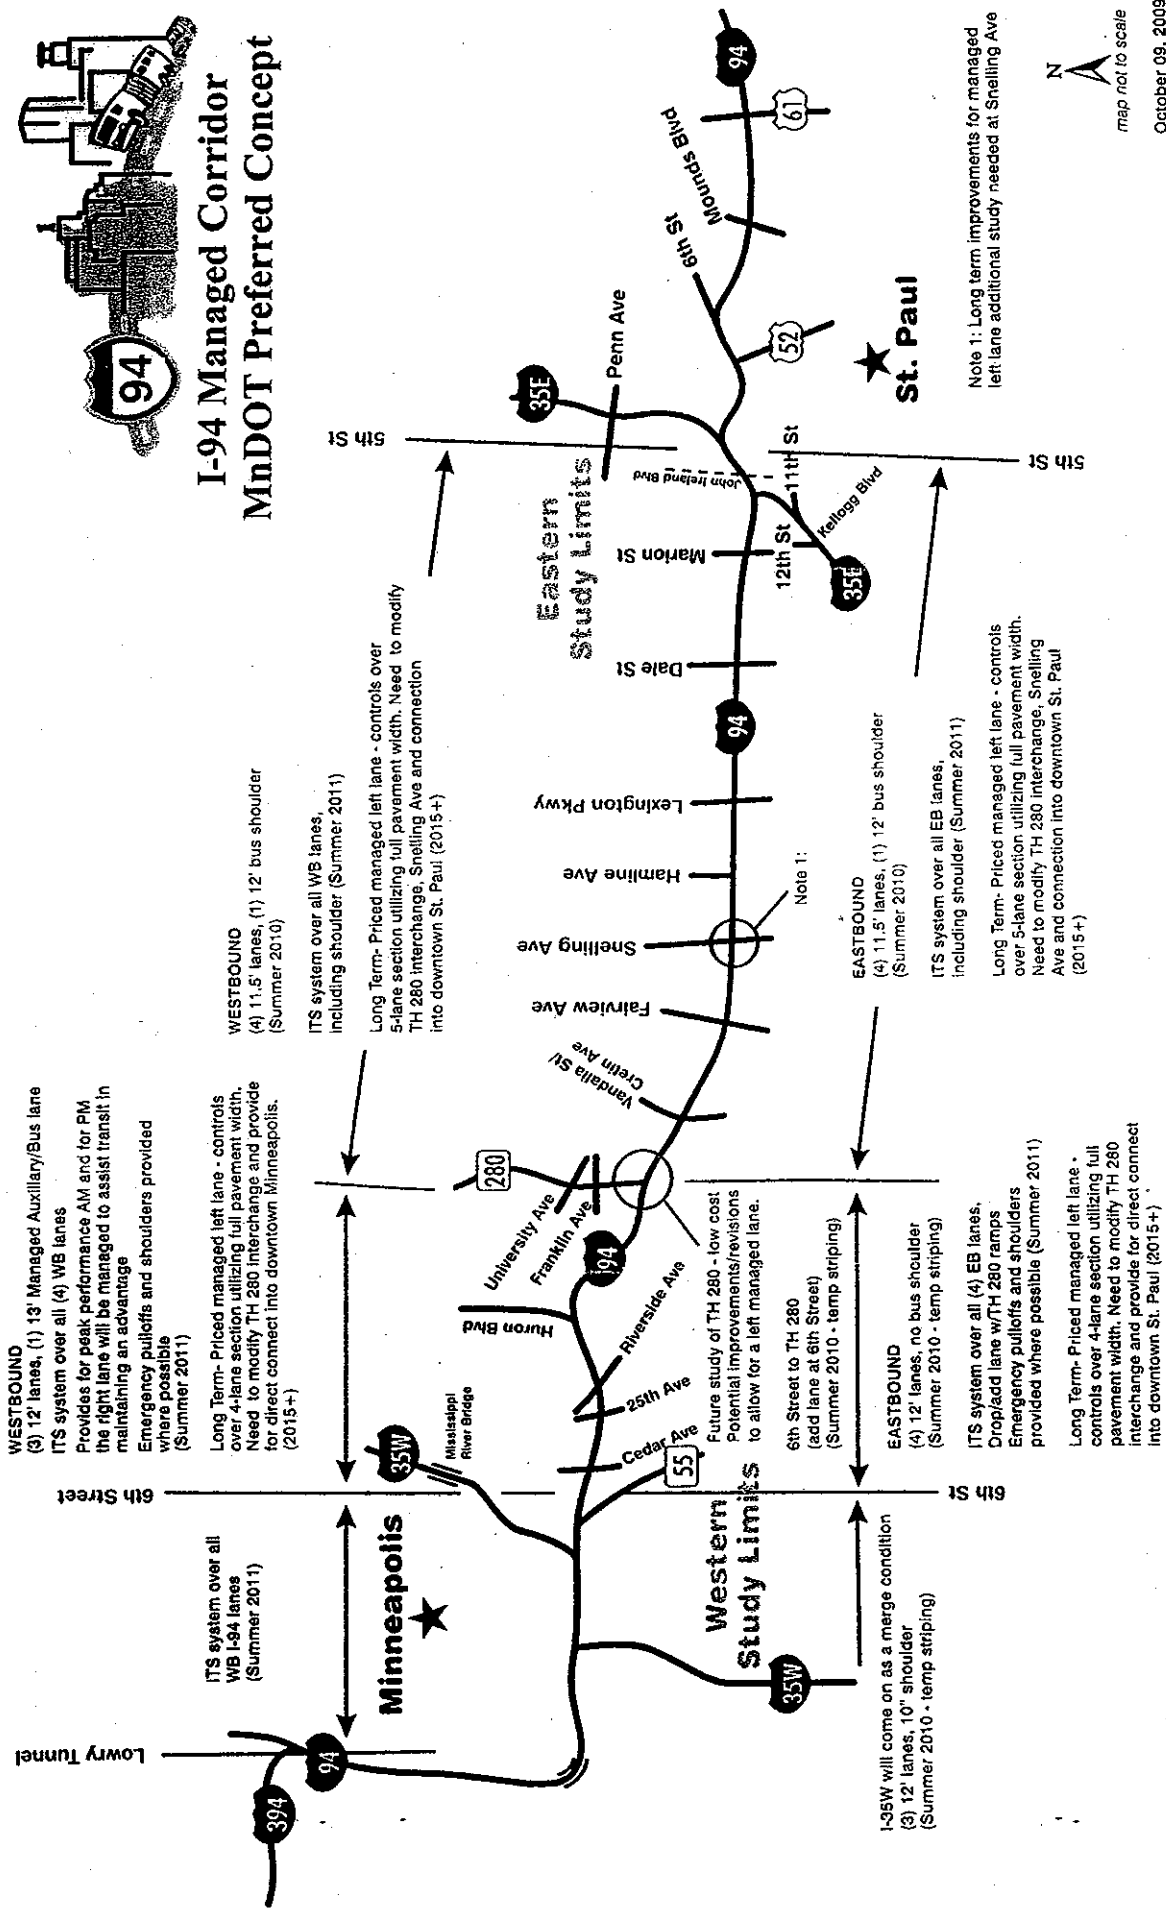 94
I-94 Managed Corridor
MnDOT Preferred Concept
WESTBOUND
(3) 12' lanes, (1) 13' Managed Auxillary/Bus lane
ITS system over all (4) WB lanes
Provides for peak performance AM and for PM
the right lane will be managed to assist transit in
maintaining an advantage
Emergency pulloffs and shoulders provided
where possible
(Summer 2011)
Long Term- Priced managed left lane - controls
over 4-lane section utilizing full pavement width.
Need to modify TH 280 interchange and provide
for direct connect into downtown Minneapolis.
(2015+)
WESTBOUND
(4) 11.5' lanes, (1) 12' bus shoulder
(Summer 2010)
ITS system over all WB lanes,
including shoulder (Summer 2011)
Long Term- Priced managed left lane - controls over
5-lane section utilizing full pavement width. Need to modify
TH 280 interchange, Snelling Ave and connection
into downtown St. Paul (2015+)
Lowry Tunnel
6th Street
5th St
ITS system over all
WB I-94 lanes
(Summer 2011)
394
94
Minneapolis
35W
Mississippi
River Bridge
Huron Blvd
University Ave
Franklin Ave
280
94
Vandalia St/
Cretin Ave
Fairview Ave
Snelling Ave
Hamline Ave
Lexington Pkwy
94
Dale St
Marion St
Eastern
Study Limits
John Ireland Blvd
35E
Penn Ave
6th St
Mounds Blvd
94
61
52
12th St
11th St
Kellogg Blvd
35E
St. Paul
5th St
Note 1:
Cedar Ave
25th Ave
Riverside Ave
55
35W
Western
Study Limits
6th St
Future study of TH 280 - low cost
Potential improvements/revisions
to allow for a left managed lane.
6th Street to TH 280
(add lane at 6th Street)
(Summer 2010 - temp striping)
I-35W will come on as a merge condition
(3) 12' lanes, 10" shoulder
(Summer 2010 - temp striping)
EASTBOUND
(4) 12' lanes, no bus shoulder
(Summer 2010 - temp striping)
ITS system over all (4) EB lanes,
Drop/add lane w/TH 280 ramps
Emergency pulloffs and shoulders
provided where possible (Summer 2011)
Long Term- Priced managed left lane -
controls over 4-lane section utilizing full
pavement width. Need to modify TH 280
interchange and provide for direct connect
into downtown St. Paul (2015+)
EASTBOUND
(4) 11.5' lanes, (1) 12' bus shoulder
(Summer 2010)
ITS system over all EB lanes,
including shoulder (Summer 2011)
Long Term- Priced managed left lane - controls
over 5-lane section utilizing full pavement width.
Need to modify TH 280 interchange, Snelling
Ave and connection into downtown St. Paul
(2015+)
Note 1: Long term improvements for managed
left lane additional study needed at Snelling Ave
N
map not to scale
October 09, 2009